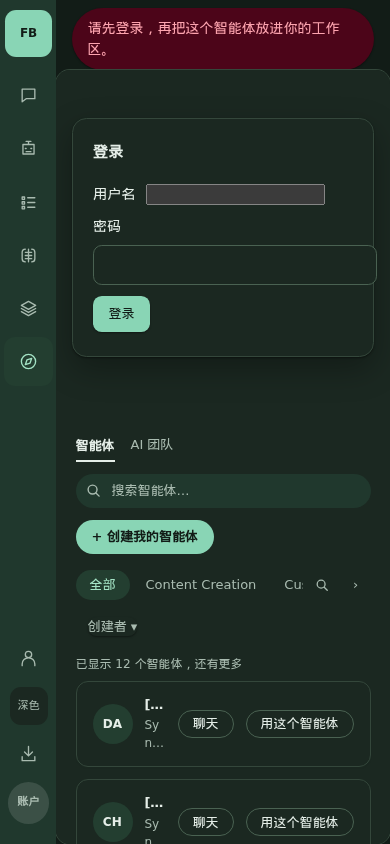 FB
请先登录，再把这个智能体放进你的工作
区。
登录
用户名
密码
登录
智能体 AI 团队
搜索智能体...
+ 创建我的智能体
全部 Content Creation Cu
创建者 ▾
已显示 12 个智能体，还有更多
DA
[...
Sy
n...
聊天 用这个智能体
CH
[...
Sy
n
聊天 用这个智能体
深色
账户